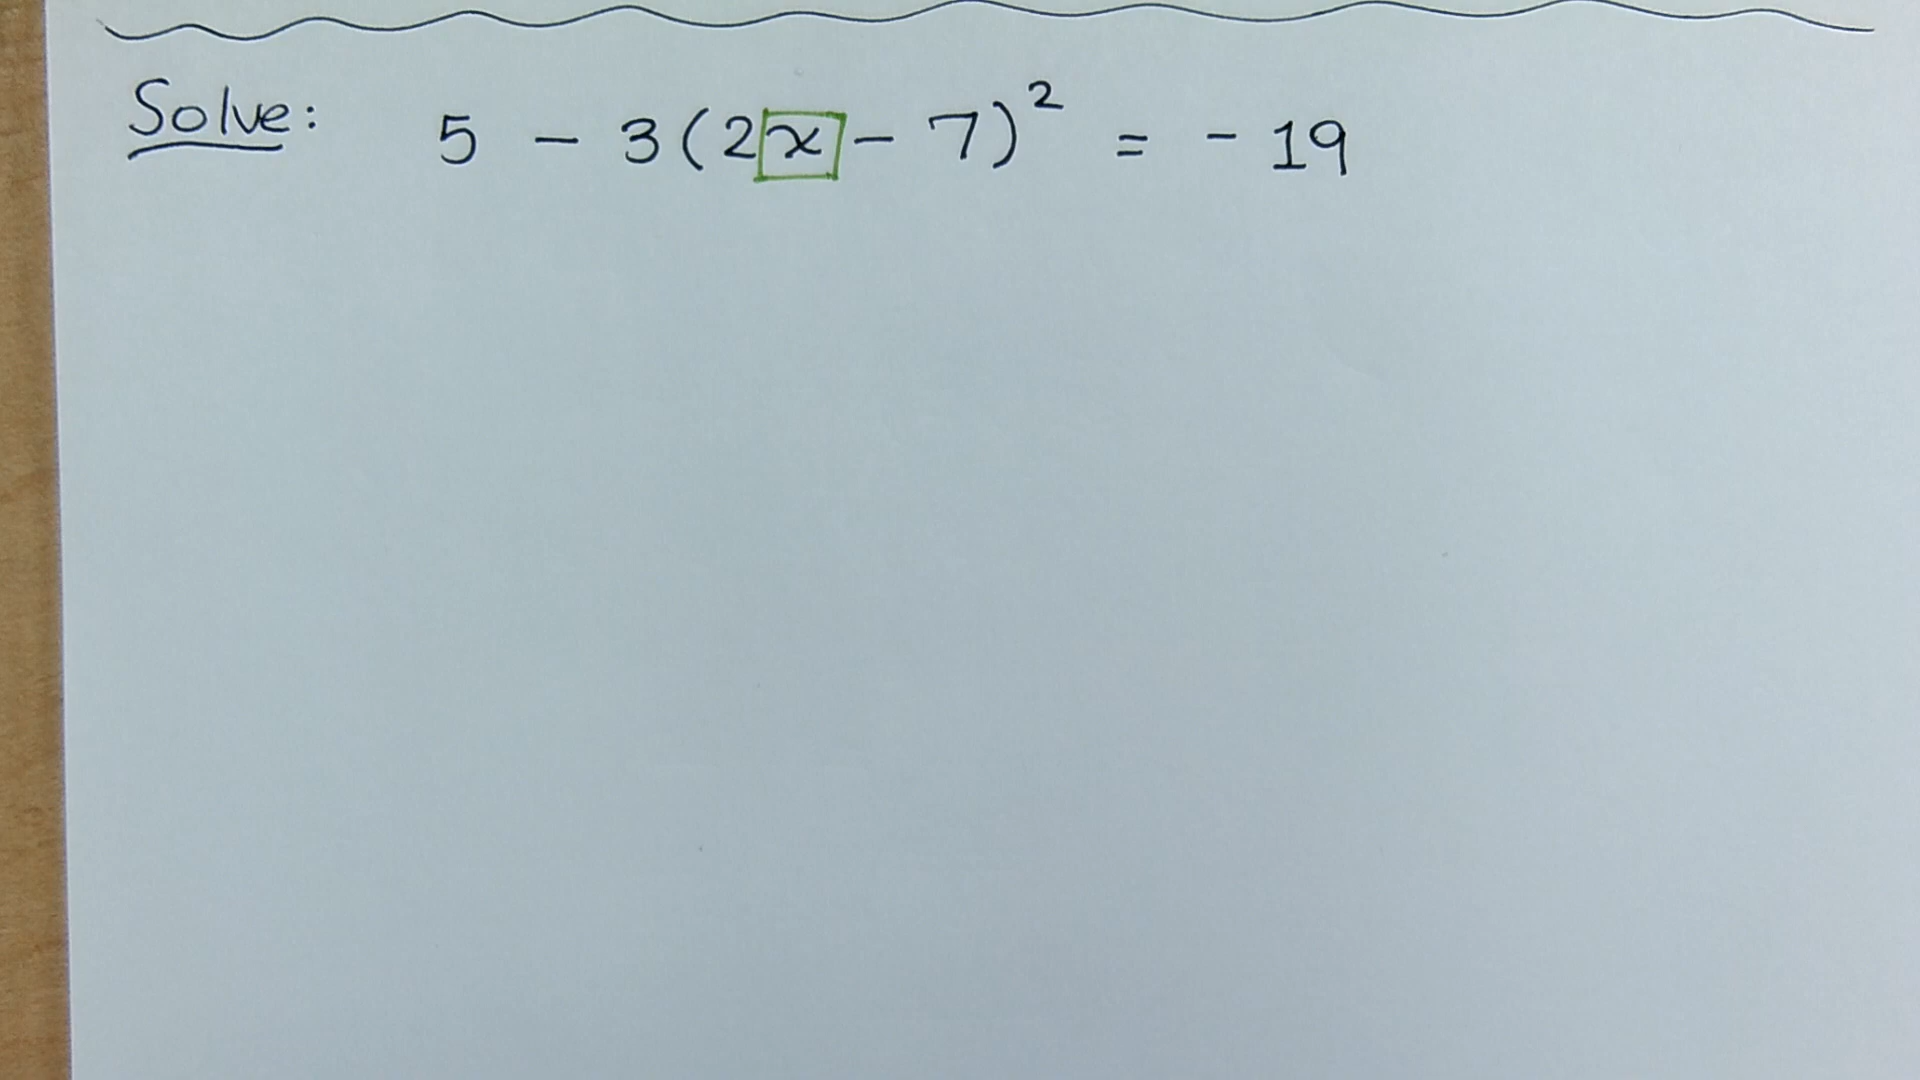 Solve: 5 - 3(2x - 7)² = - 19